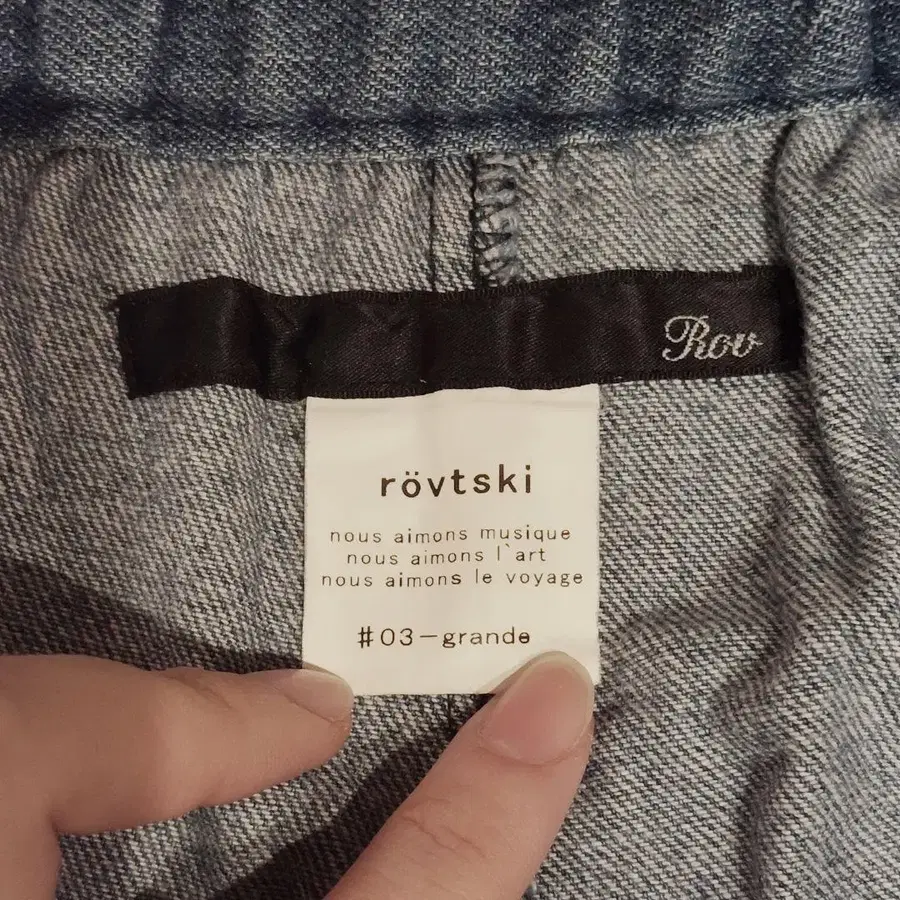 Rov
rövtski
nous aimons musique
nous aimons l`art
nous aimons le voyage
#03-grande